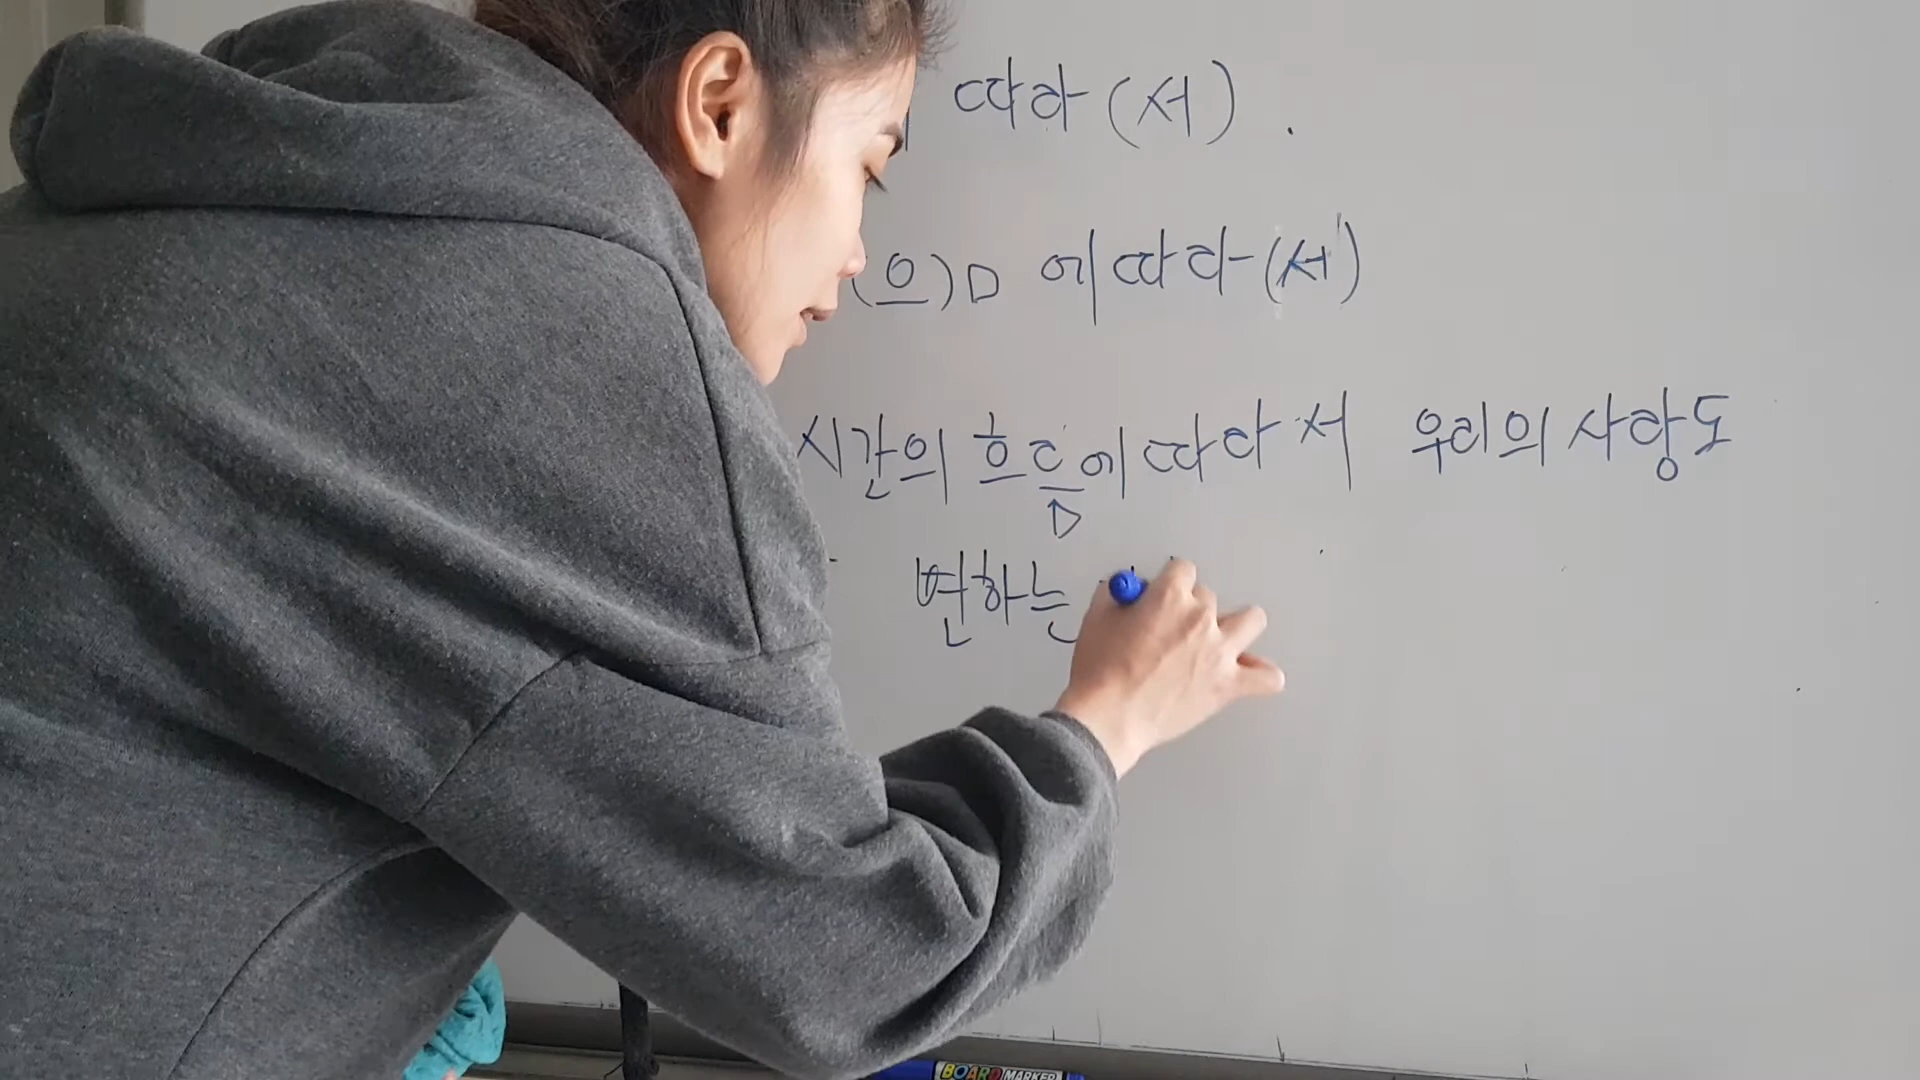 따라(서)
(으)ㅁ에 따라(서)
시간의 흐름에 따라서 우리의 사랑도
변하는
BOARD MARKER